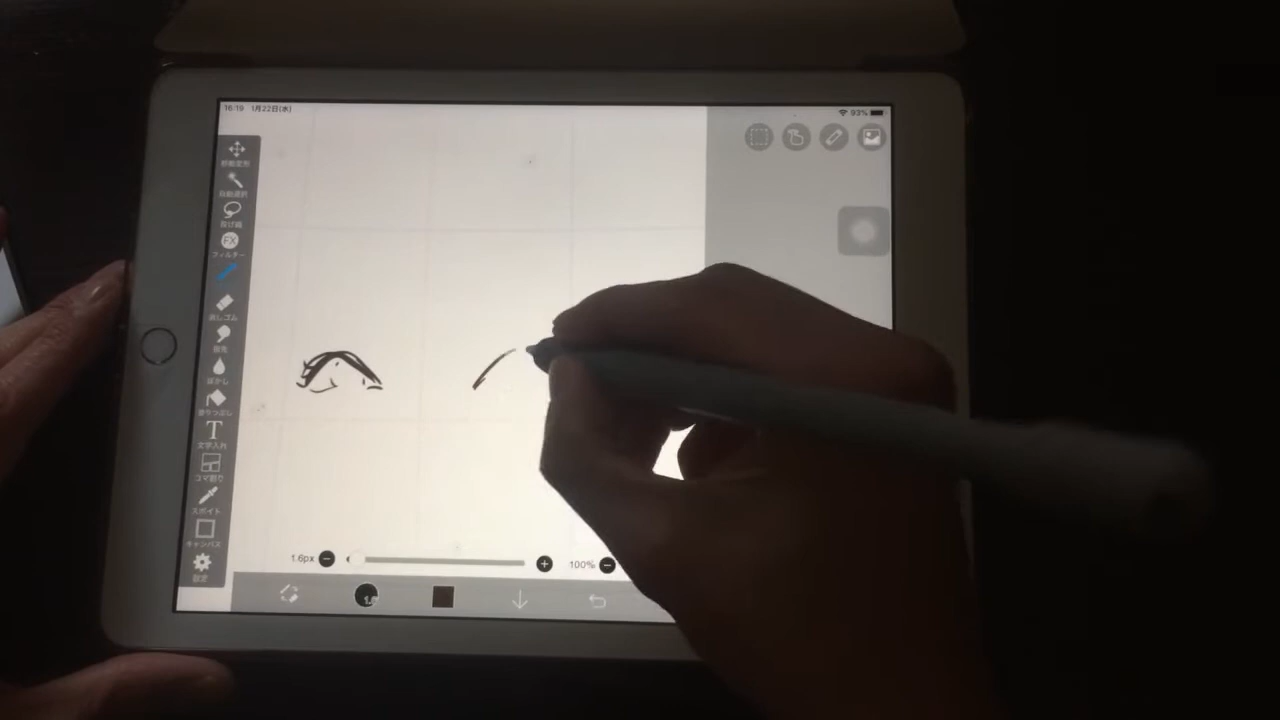 16:19 1月22日(水)
93%
移動変形
自動選択
投げ縄
FX
フィルター
消しゴム
指先
ぼかし
塗りつぶし
T
文字入れ
コマ割り
スポイト
キャンバス
設定
1.6px
100%